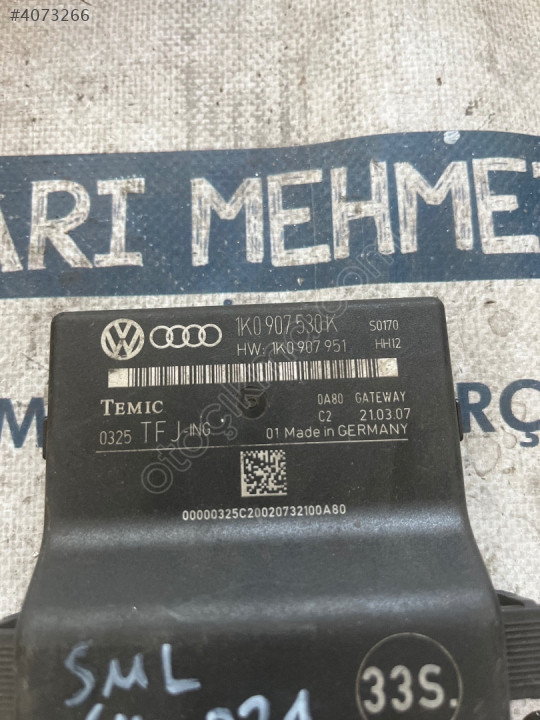 #4073266
ARI MEHME
1K0 907 530 K S0170
HW: 1K0 907 951 HH12
TEMIC 0A80 GATEWAY
C2 21.03.07
0325 TFJ-ING 01 Made in GERMANY
00000325C20020732100A80
SML
33S.